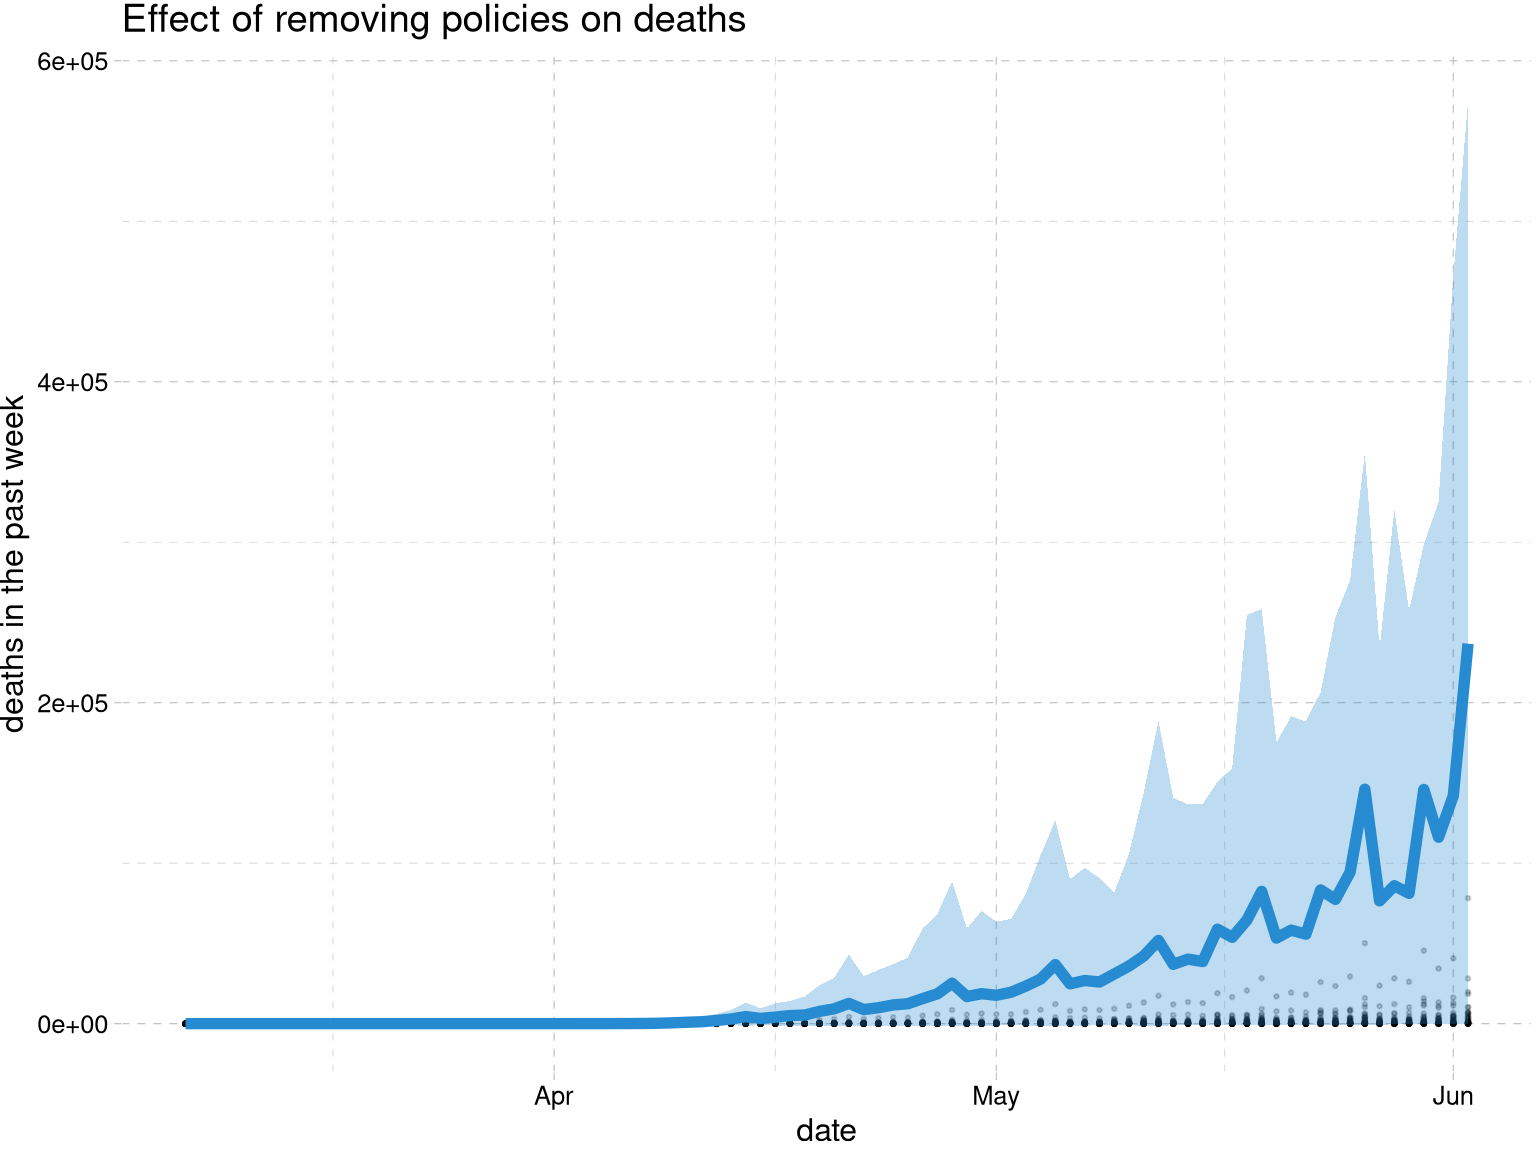 Effect of removing policies on deaths
6e+05
4e+05
2e+05
0e+00
deaths in the past week
Apr
May
Jun
date